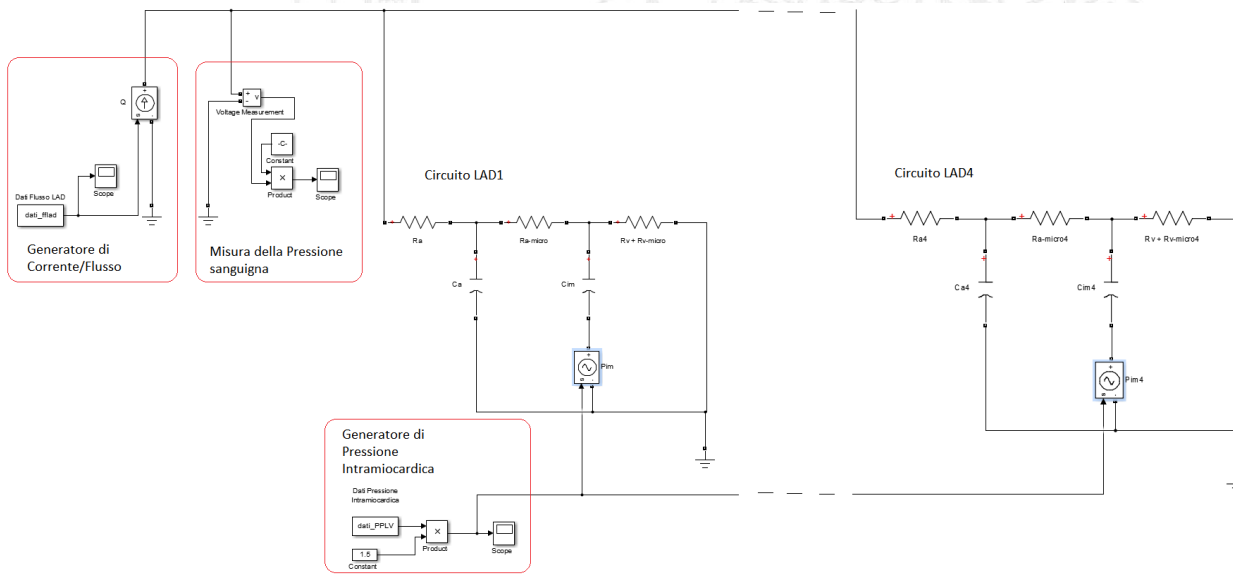 Q
Dati Flusso LAD
dati_fflad
Scope
Generatore di
Corrente/Flusso
V
Voltage Measurement
-C-
Constant
×
Product
Scope
Misura della Pressione
sanguigna
Circuito LAD1
Ra
Ra-micro
Rv + Rv-micro
Ca
Cim
Pim
Generatore di
Pressione
Intramiocardica
Dati Pressione
Intramiocardica
dati_PPLV
1.5
Constant
×
Product
Scope
Circuito LAD4
Ra4
Ra-micro4
Rv + Rv-micro4
Ca4
Cim4
Pim4